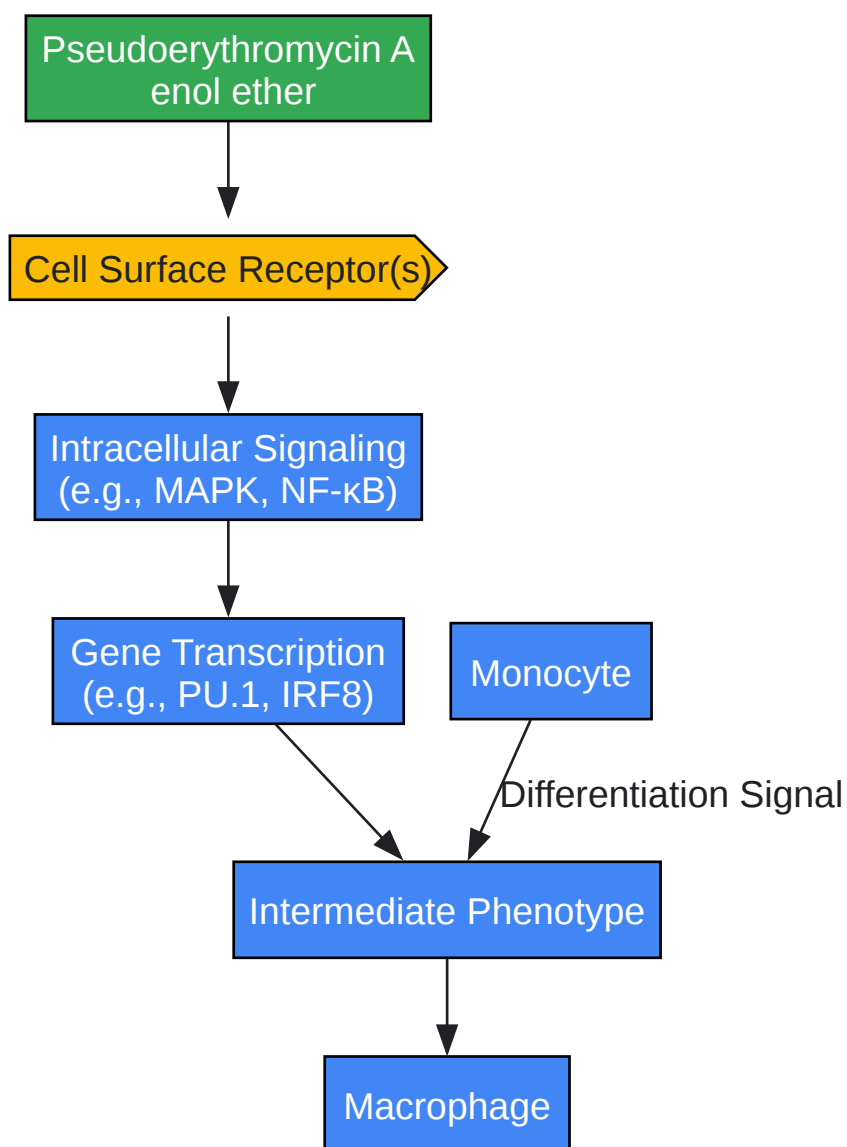 Pseudoerythromycin A
enol ether
Cell Surface Receptor(s)
Intracellular Signaling
(e.g., MAPK, NF-κB)
Gene Transcription
(e.g., PU.1, IRF8)
Monocyte
Differentiation Signal
Intermediate Phenotype
Macrophage